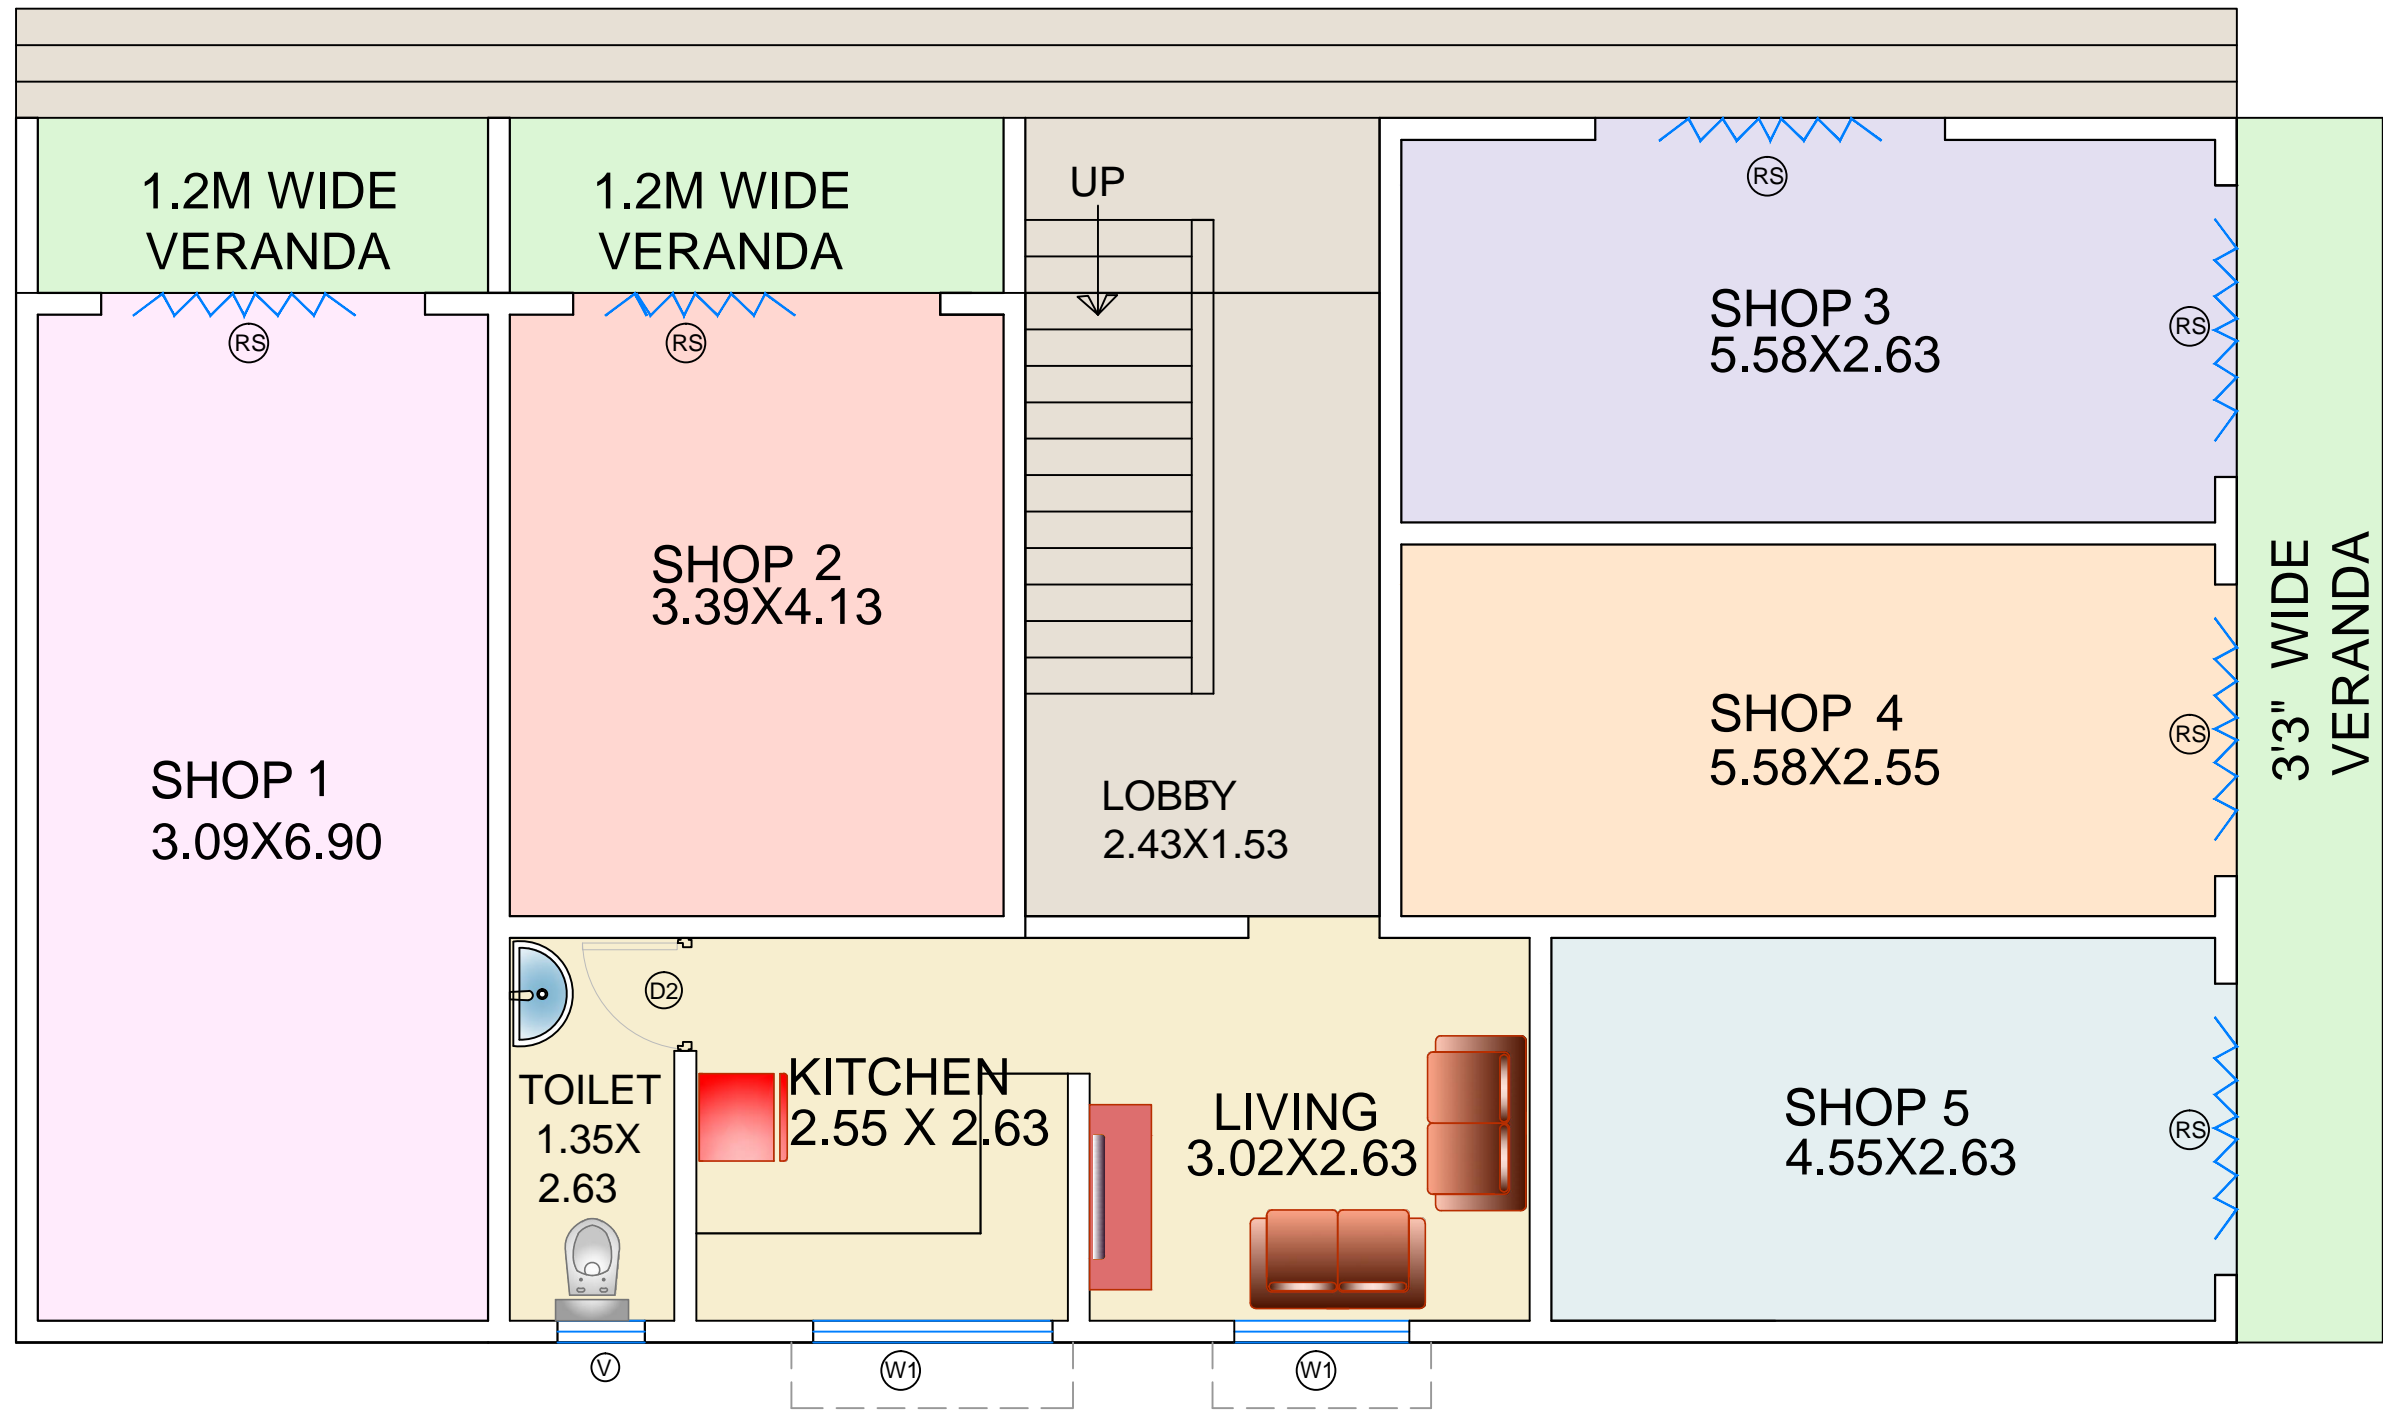 1.2M WIDE
VERANDA
1.2M WIDE
VERANDA
UP
RS
RS
RS
SHOP 3
5.58X2.63
RS
SHOP 2
3.39X4.13
SHOP 4
5.58X2.55
RS
3'3" WIDE
VERANDA
SHOP 1
3.09X6.90
LOBBY
2.43X1.53
D2
TOILET
1.35X
2.63
KITCHEN
2.55 X 2.63
LIVING
3.02X2.63
SHOP 5
4.55X2.63
RS
V
W1
W1